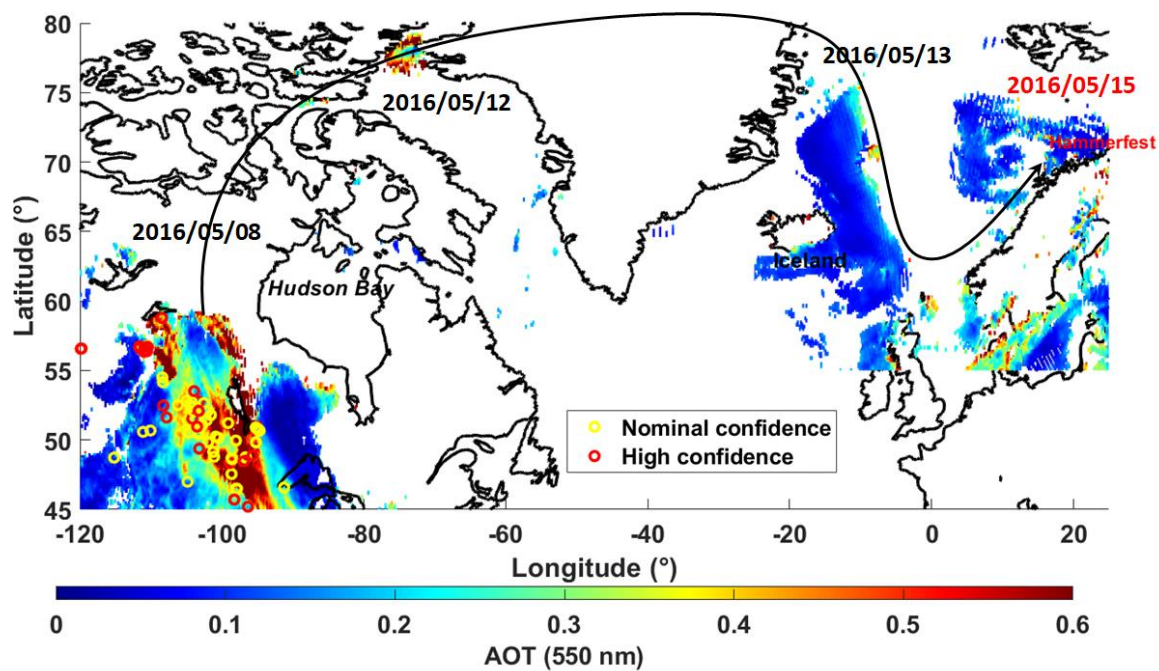 80
75
70
65
60
55
50
45
Latitude (°)
2016/05/13
2016/05/12
2016/05/15
Hammerfest
2016/05/08
Iceland
Hudson Bay
Nominal confidence
High confidence
-120 -100 -80 -60 -40 -20 0 20
Longitude (°)
0 0.1 0.2 0.3 0.4 0.5 0.6
AOT (550 nm)